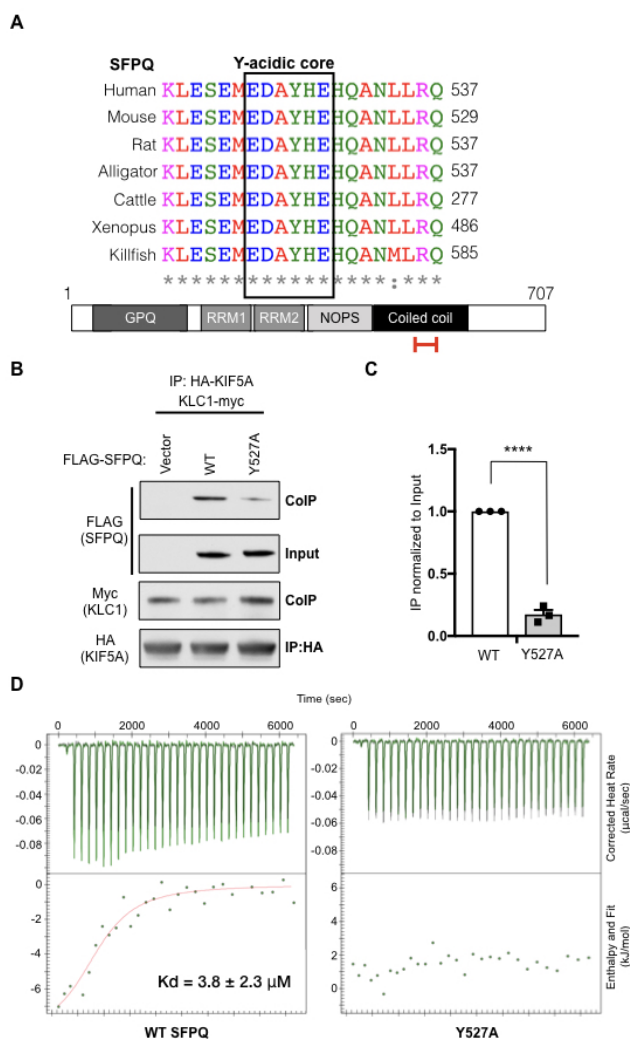 A
SFPQ Y-acidic core
Human KLESEMEDAYHEHQANLLRQ 537
Mouse KLESEMEDAYHEHQANLLRQ 529
Rat KLESEMEDAYHEHQANLLRQ 537
Alligator KLESEMEDAYHEHQANLLRQ 537
Cattle KLESEMEDAYHEHQANLLRQ 277
Xenopus KLESEMEDAYHEHQANLLRQ 486
Killfish KLESEMEDAYHEHQANMLRQ 585
****************:***
1 707
GPQ RRM1 RRM2 NOPS Coiled coil
B
IP: HA-KIF5A
KLC1-myc
FLAG-SFPQ: Vector WT Y527A
FLAG
(SFPQ)
CoIP
Input
Myc
(KLC1)
CoIP
HA
(KIF5A)
IP:HA
C
IP normalized to Input
1.5
1.0
0.5
0.0
****
WT Y527A
D
Time (sec)
0 2000 4000 6000
0
-0.02
-0.04
-0.06
-0.08
0
-2
-4
-6
Kd = 3.8 ± 2.3 µM
WT SFPQ
0 2000 4000 6000
0
-0.02
-0.04
-0.06
-0.08
6
4
2
0
Corrected Heat Rate
(µcal/sec)
Enthalpy and Fit
(kJ/mol)
Y527A